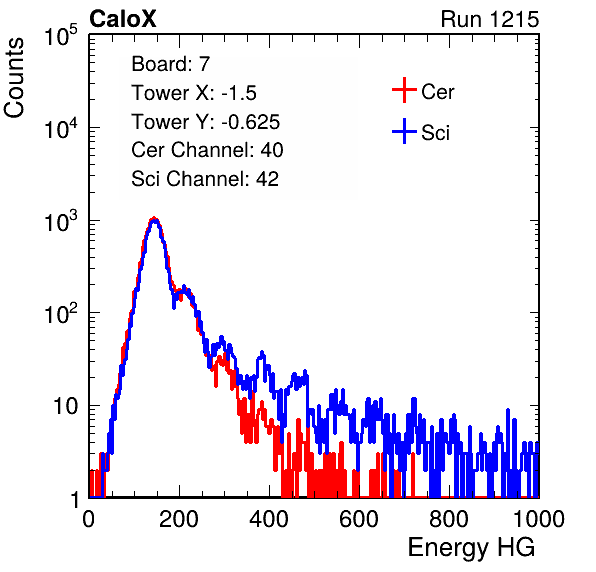 CaloX Run 1215
Counts
Board: 7
Tower X: -1.5
Tower Y: -0.625
Cer Channel: 40
Sci Channel: 42
Cer
Sci
10^5
10^4
10^3
10^2
10
1
0 200 400 600 800 1000
Energy HG